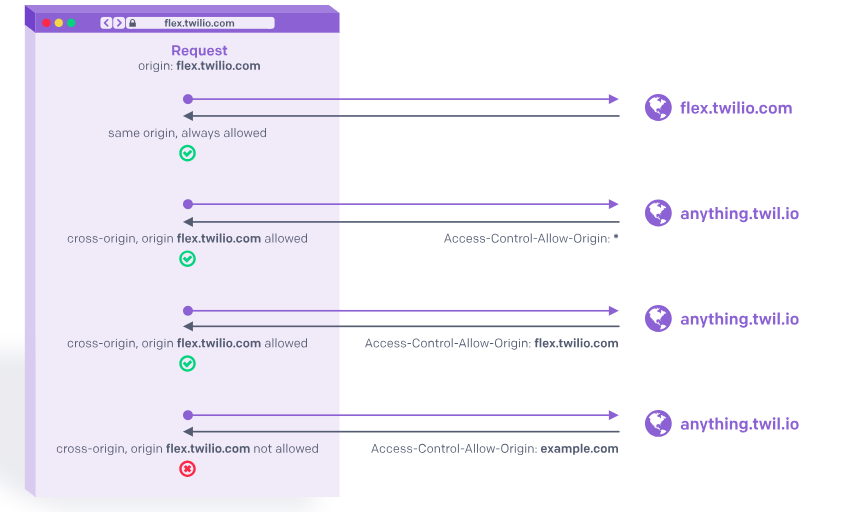 flex.twilio.com
Request
origin: flex.twilio.com
flex.twilio.com
same origin, always allowed
anything.twil.io
cross-origin, origin flex.twilio.com allowed
Access-Control-Allow-Origin: *
anything.twil.io
cross-origin, origin flex.twilio.com allowed
Access-Control-Allow-Origin: flex.twilio.com
anything.twil.io
cross-origin, origin flex.twilio.com not allowed
Access-Control-Allow-Origin: example.com